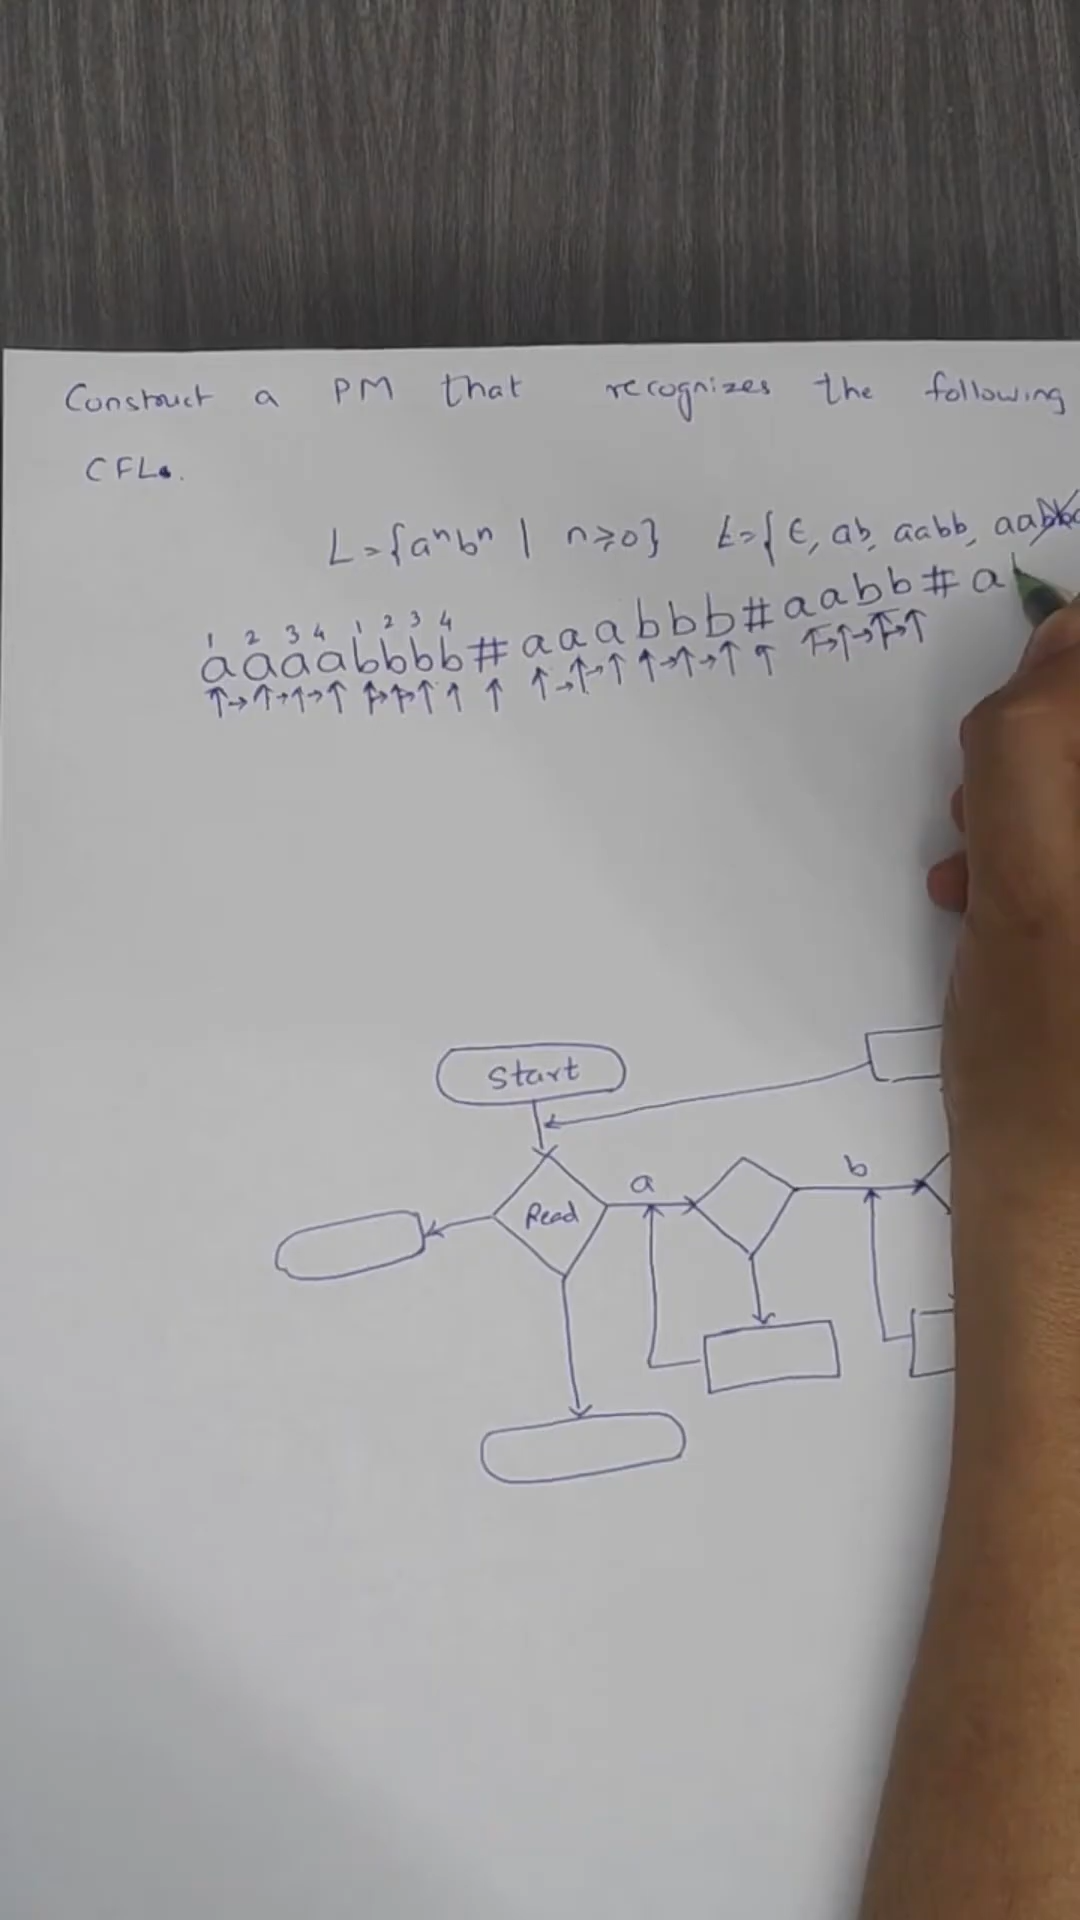 Construct a PM that recognizes the following
CFL.
L = {aⁿbⁿ | n ≥ 0} L = { ϵ, ab, aabb,
1 2 3 4 1 2 3 4
aaaabbbb # aaabbb # aabb # a
↑→↑→↑→↑ ↑→↑→↑ ↑ ↑ ↑→↑→↑ ↑→↑→↑ ↑ ↑→↑→↑→↑
Start
Read
a
b